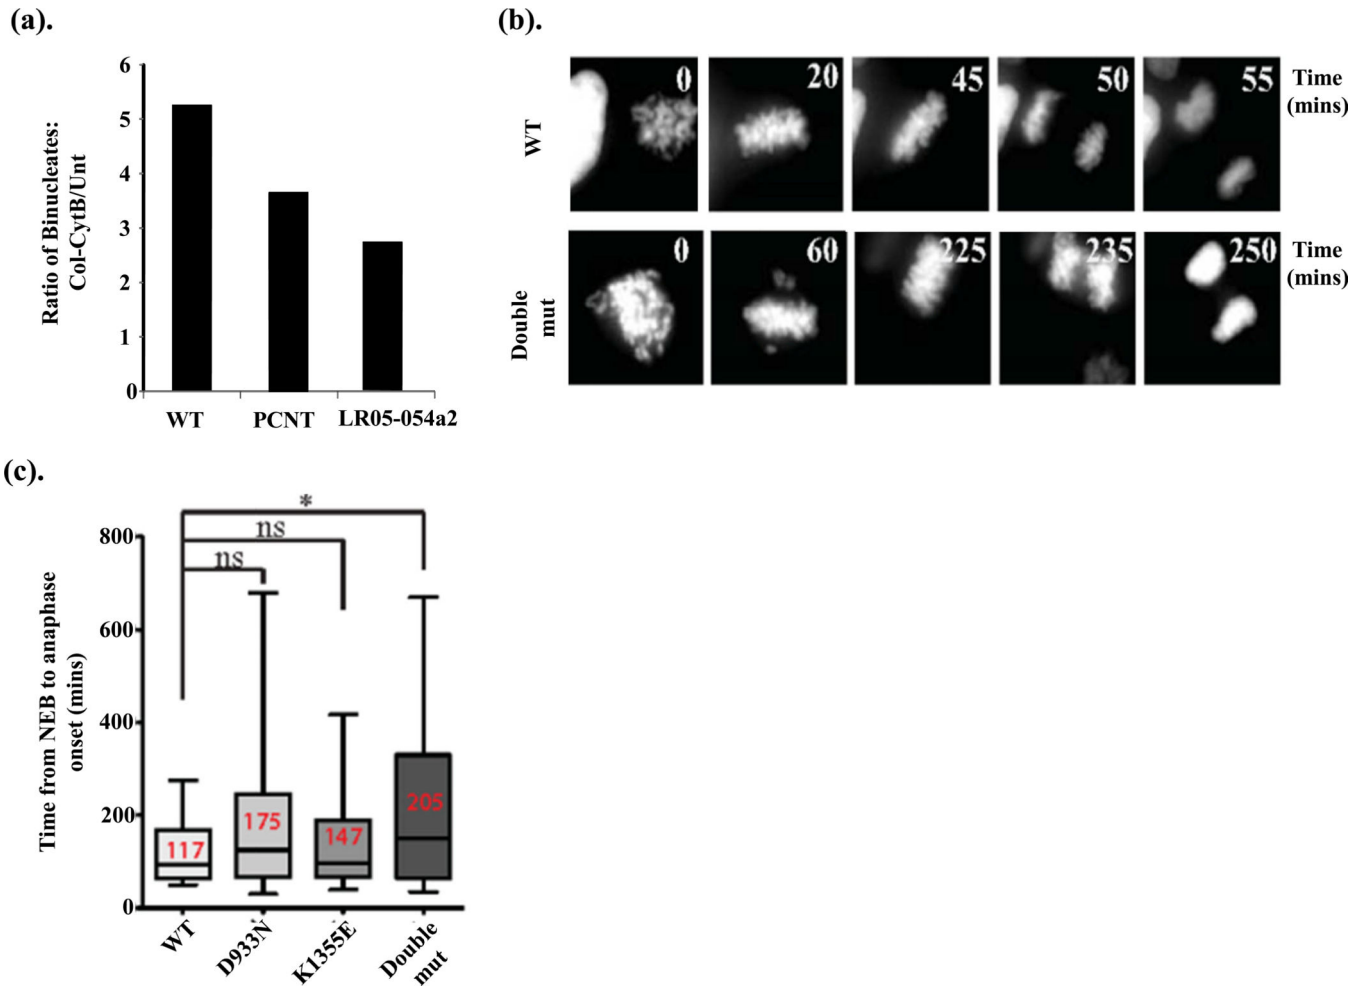 (a).
6
5
4
3
2
1
0
Ratio of Binucleates:
Col-CytB/Unt
WT
PCNT
LR05-054a2
(b).
WT
0
20
45
50
55
Time
(mins)
Double
mut
0
60
225
235
250
Time
(mins)
(c).
*
ns
ns
800
600
400
200
0
Time from NEB to anaphase
onset (mins)
117
175
147
205
WT
D933N
K1355E
Double
mut